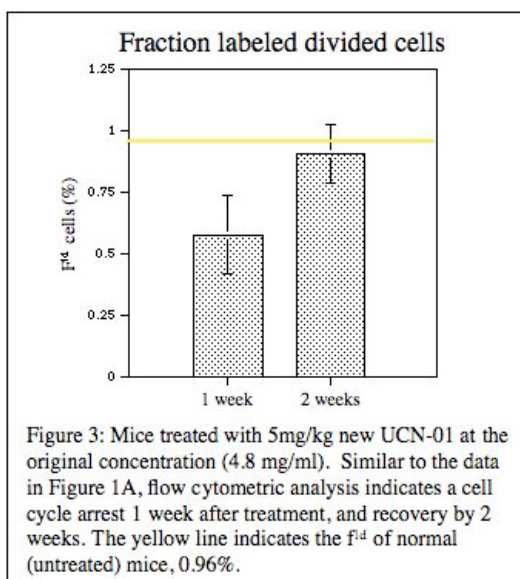 Fraction labeled divided cells
1.25
1
0.75
0.5
0.25
0
F^ld cells (%)
1 week 2 weeks
Figure 3: Mice treated with 5mg/kg new UCN-01 at the
original concentration (4.8 mg/ml). Similar to the data
in Figure 1A, flow cytometric analysis indicates a cell
cycle arrest 1 week after treatment, and recovery by 2
weeks. The yellow line indicates the f^ld of normal
(untreated) mice, 0.96%.